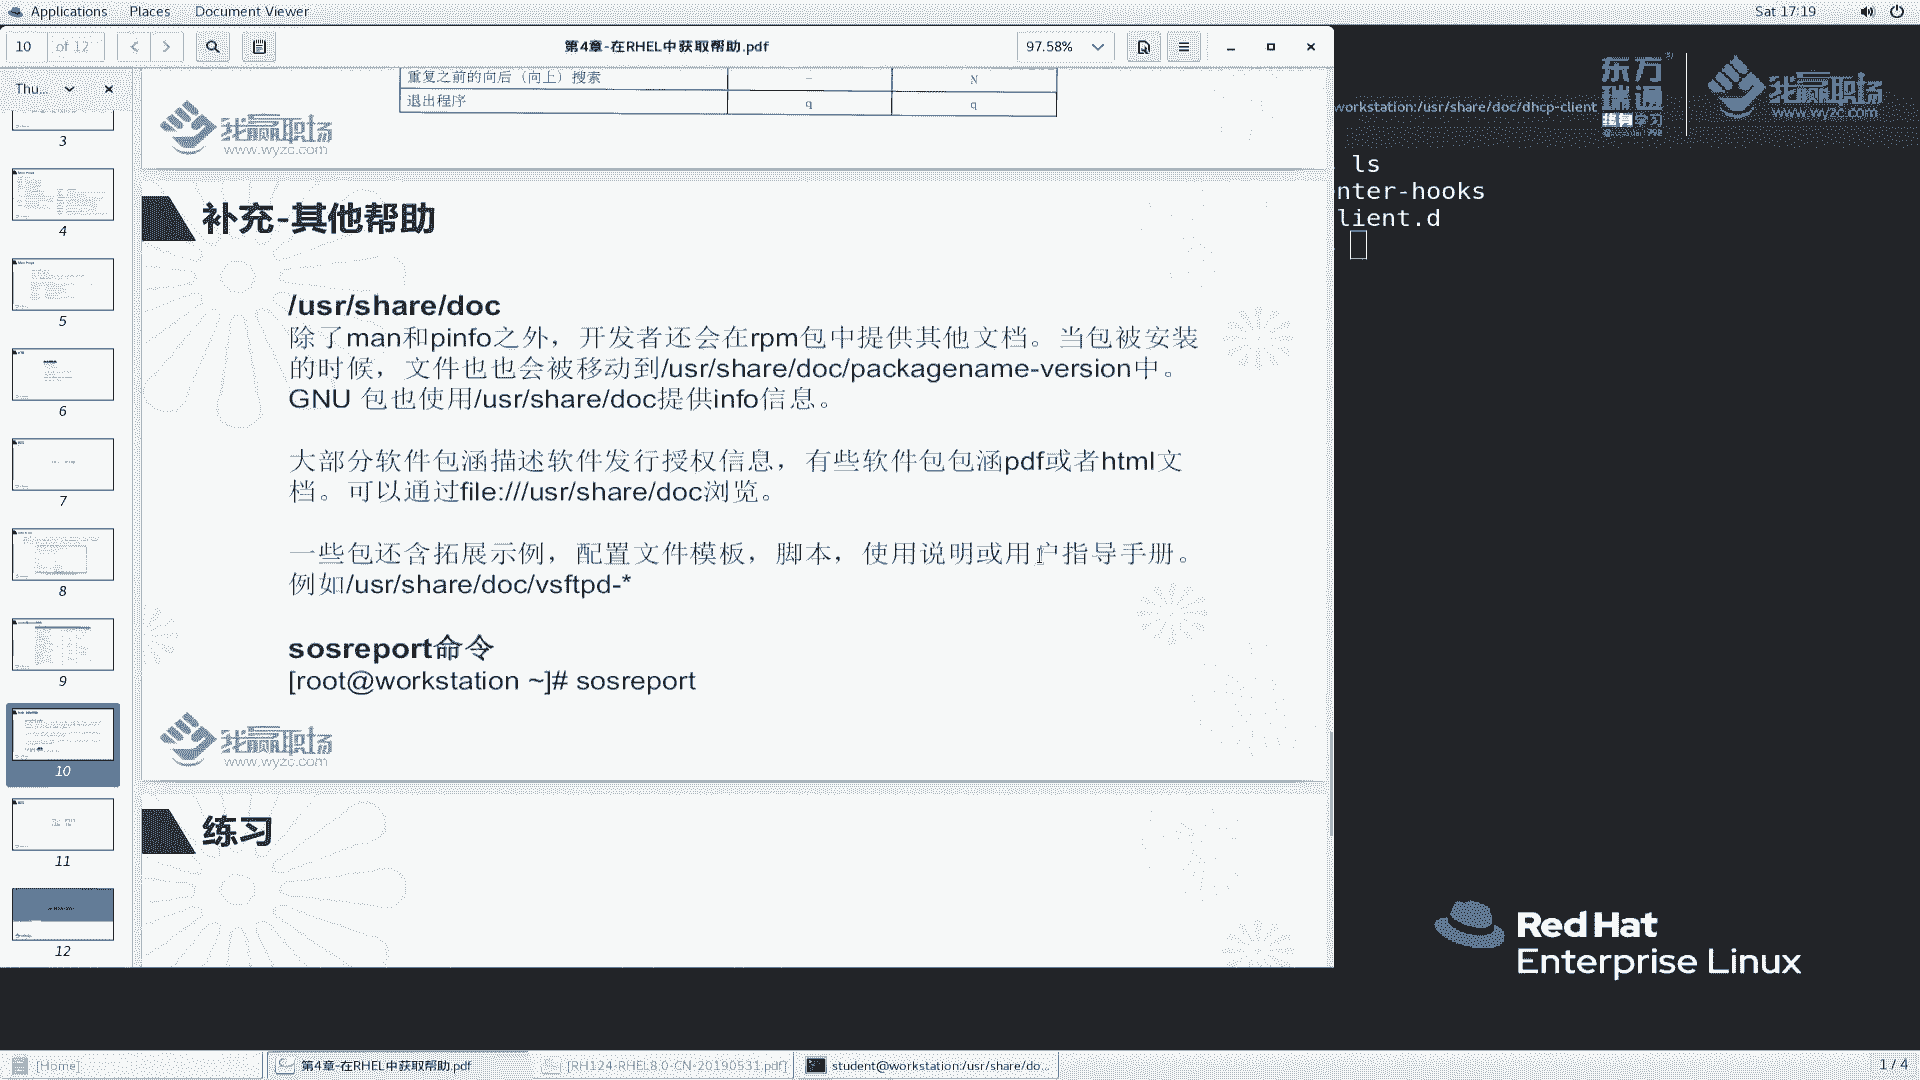 Applications Places Document Viewer
Sat 17:19
10 of 12
第4章-在RHEL中获取帮助.pdf
97.58%
Thu...
3
4
5
6
7
8
9
10
11
12
重复之前的向后（向上）搜索 – N
退出程序 q q
我赢职场
www.wyzc.com
补充-其他帮助
/usr/share/doc
除了man和pinfo之外，开发者还会在rpm包中提供其他文档。当包被安装
的时候，文件也也会被移动到/usr/share/doc/packagename-version中。
GNU 包也使用/usr/share/doc提供info信息。
大部分软件包涵描述软件发行授权信息，有些软件包包涵pdf或者html文
档。可以通过file:///usr/share/doc浏览。
一些包还含拓展示例，配置文件模板，脚本，使用说明或用户指导手册。
例如/usr/share/doc/vsftpd-*
sosreport命令
[root@workstation ~]# sosreport
我赢职场
www.wyzc.com
练习
workstation:/usr/share/doc/dhcp-client
东方
瑞通
终身学习
我赢职场
www.wyzc.com
ls
nter-hooks
lient.d
Red Hat
Enterprise Linux
[Home]
第4章-在RHEL中获取帮助.pdf
[RH124-RHEL8.0-CN-20190531.pdf]
student@workstation:/usr/share/do...
1 / 4